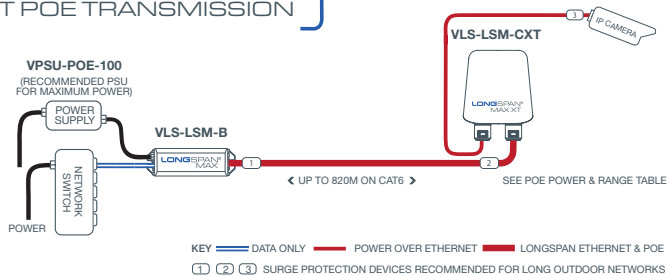 T POE TRANSMISSION
VPSU-POE-100
(RECOMMENDED PSU
FOR MAXIMUM POWER)
POWER
SUPPLY
VLS-LSM-B
LONGSPAN®
MAX
NETWORK
SWITCH
POWER
1
UP TO 820M ON CAT6
2
VLS-LSM-CXT
LONGSPAN®
MAX XT
3
IP CAMERA
SEE POE POWER & RANGE TABLE
KEY DATA ONLY POWER OVER ETHERNET LONGSPAN ETHERNET & POE
1 2 3 SURGE PROTECTION DEVICES RECOMMENDED FOR LONG OUTDOOR NETWORKS